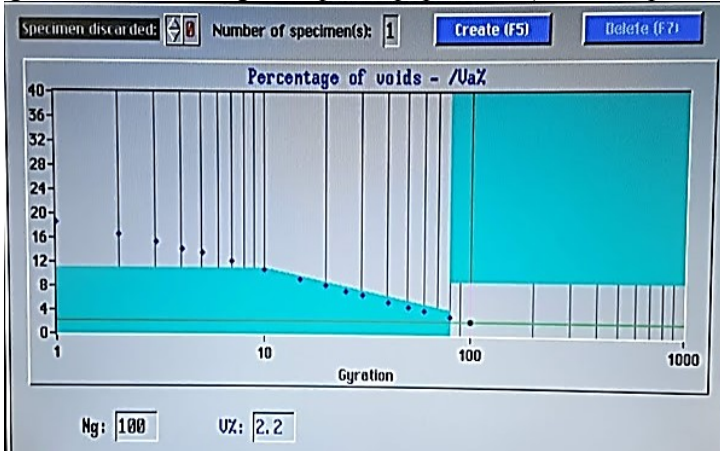 Specimen discarded: 0 Number of specimen(s): 1 Create (F5) Delete (F7)
Percentage of voids - /Va%
40
36
32
28
24
20
16
12
8
4
0
1 10 100 1000
Gyration
Ng: 100 V%: 2.2